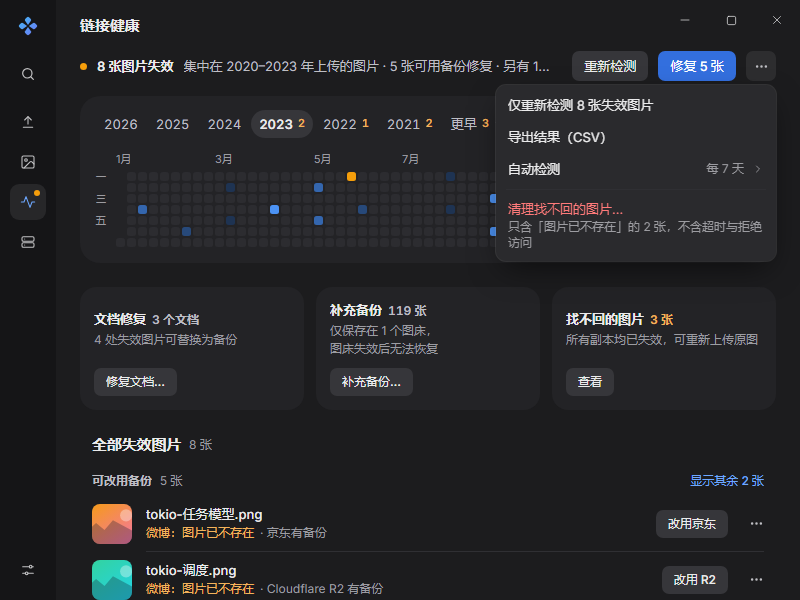 链接健康
8 张图片失效 集中在 2020–2023 年上传的图片 · 5 张可用备份修复 · 另有 1...
重新检测
修复 5 张
仅重新检测 8 张失效图片
导出结果（CSV）
自动检测 每 7 天
清理找不回的图片...
只含「图片已不存在」的 2 张，不含超时与拒绝
访问
2026 2025 2024 2023 2 2022 1 2021 2 更早 3
1月 3月 5月 7月
一
三
五
文档修复 3 个文档
4 处失效图片可替换为备份
修复文档...
补充备份 119 张
仅保存在 1 个图床，
图床失效后无法恢复
补充备份...
找不回的图片 3 张
所有副本均已失效，可重新上传原图
查看
全部失效图片 8 张
可改用备份 5 张
显示其余 2 张
tokio-任务模型.png
微博：图片已不存在 · 京东有备份
改用京东
tokio-调度.png
微博：图片已不存在 · Cloudflare R2 有备份
改用 R2